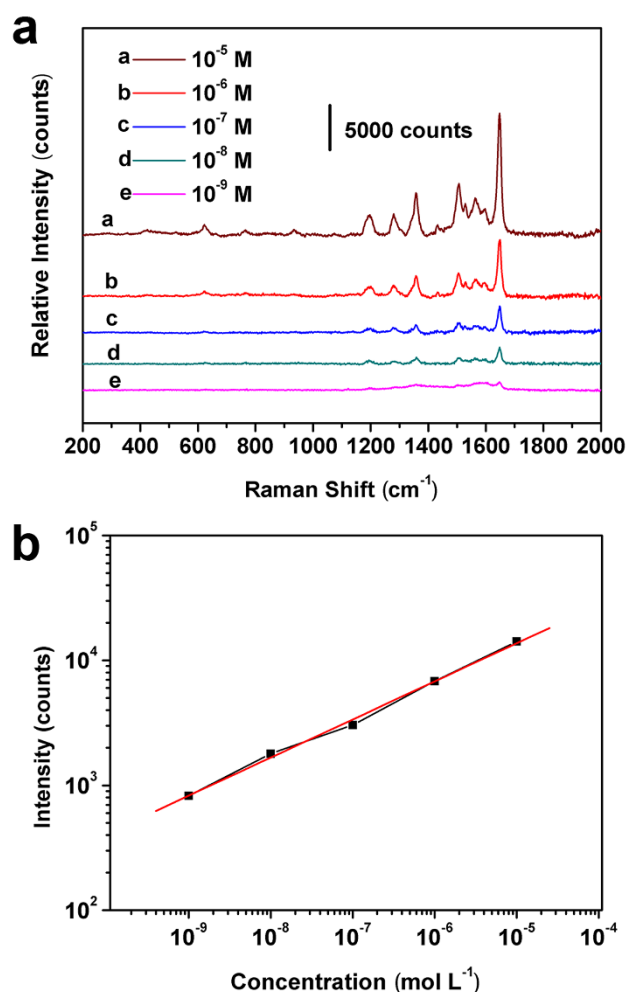 a
a 10⁻⁵ M
b 10⁻⁶ M
c 10⁻⁷ M
d 10⁻⁸ M
e 10⁻⁹ M
5000 counts
a
b
c
d
e
Relative Intensity (counts)
200 400 600 800 1000 1200 1400 1600 1800 2000
Raman Shift (cm⁻¹)
b
10⁵
10⁴
10³
10²
Intensity (counts)
10⁻⁹ 10⁻⁸ 10⁻⁷ 10⁻⁶ 10⁻⁵ 10⁻⁴
Concentration (mol L⁻¹)